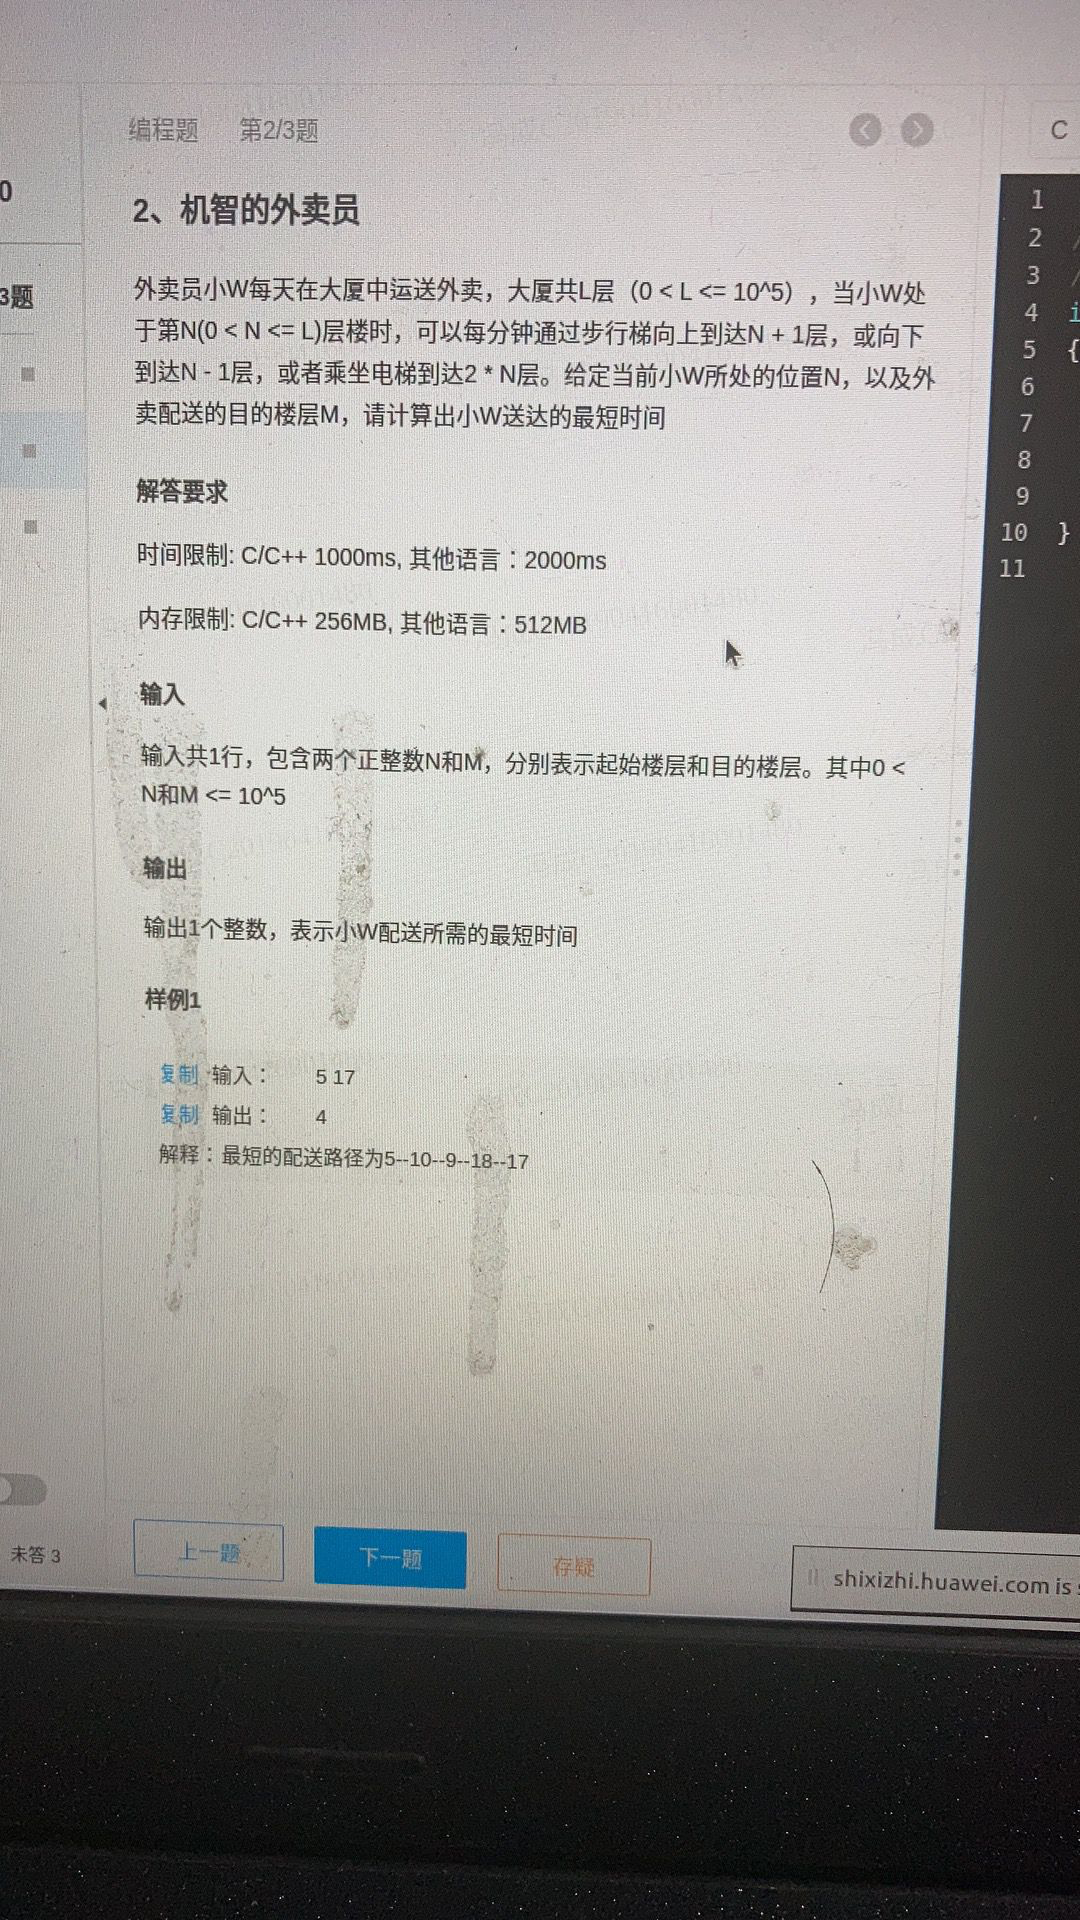 编程题 第2/3题
C
0
3题
2、机智的外卖员
外卖员小W每天在大厦中运送外卖，大厦共L层（0 < L <= 10^5），当小W处
于第N(0 < N <= L)层楼时，可以每分钟通过步行梯向上到达N + 1层，或向下
到达N - 1层，或者乘坐电梯到达2 * N层。给定当前小W所处的位置N，以及外
卖配送的目的楼层M，请计算出小W送达的最短时间
解答要求
时间限制: C/C++ 1000ms, 其他语言：2000ms
内存限制: C/C++ 256MB, 其他语言：512MB
输入
输入共1行，包含两个正整数N和M，分别表示起始楼层和目的楼层。其中0 <
N和M <= 10^5
输出
输出1个整数，表示小W配送所需的最短时间
样例1
复制 输入： 5 17
复制 输出： 4
解释：最短的配送路径为5--10--9--18--17
未答 3
上一题 下一题 存疑
shixizhi.huawei.com is
1
2 /
3 /
4 i
5 {
6
7
8
9
10 }
11